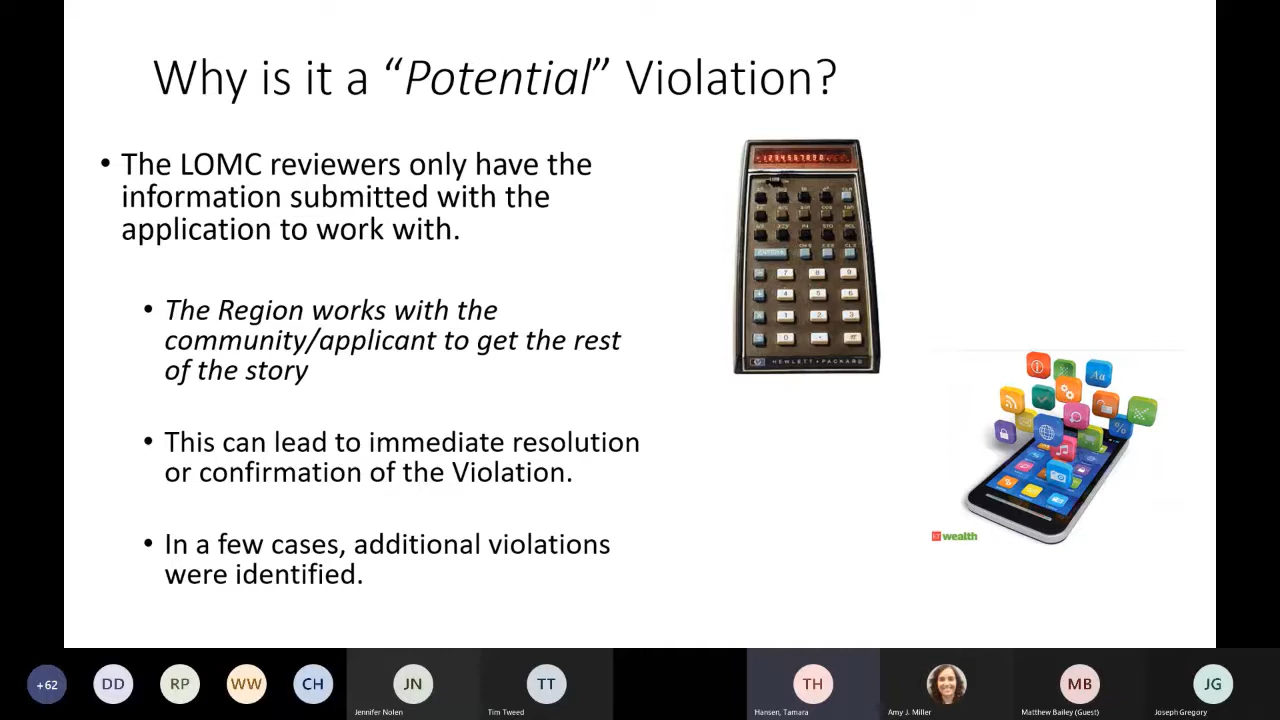 Why is it a “Potential” Violation?
• The LOMC reviewers only have the
information submitted with the
application to work with.
• The Region works with the
community/applicant to get the rest
of the story
• This can lead to immediate resolution
or confirmation of the Violation.
• In a few cases, additional violations
were identified.
HEWLETT•PACKARD
ET wealth
+62
DD
RP
WW
CH
JN
TT
TH
MB
JG
Jennifer Nolen
Tim Tweed
Hansen, Tamara
Amy J. Miller
Matthew Bailey (Guest)
Joseph Gregory